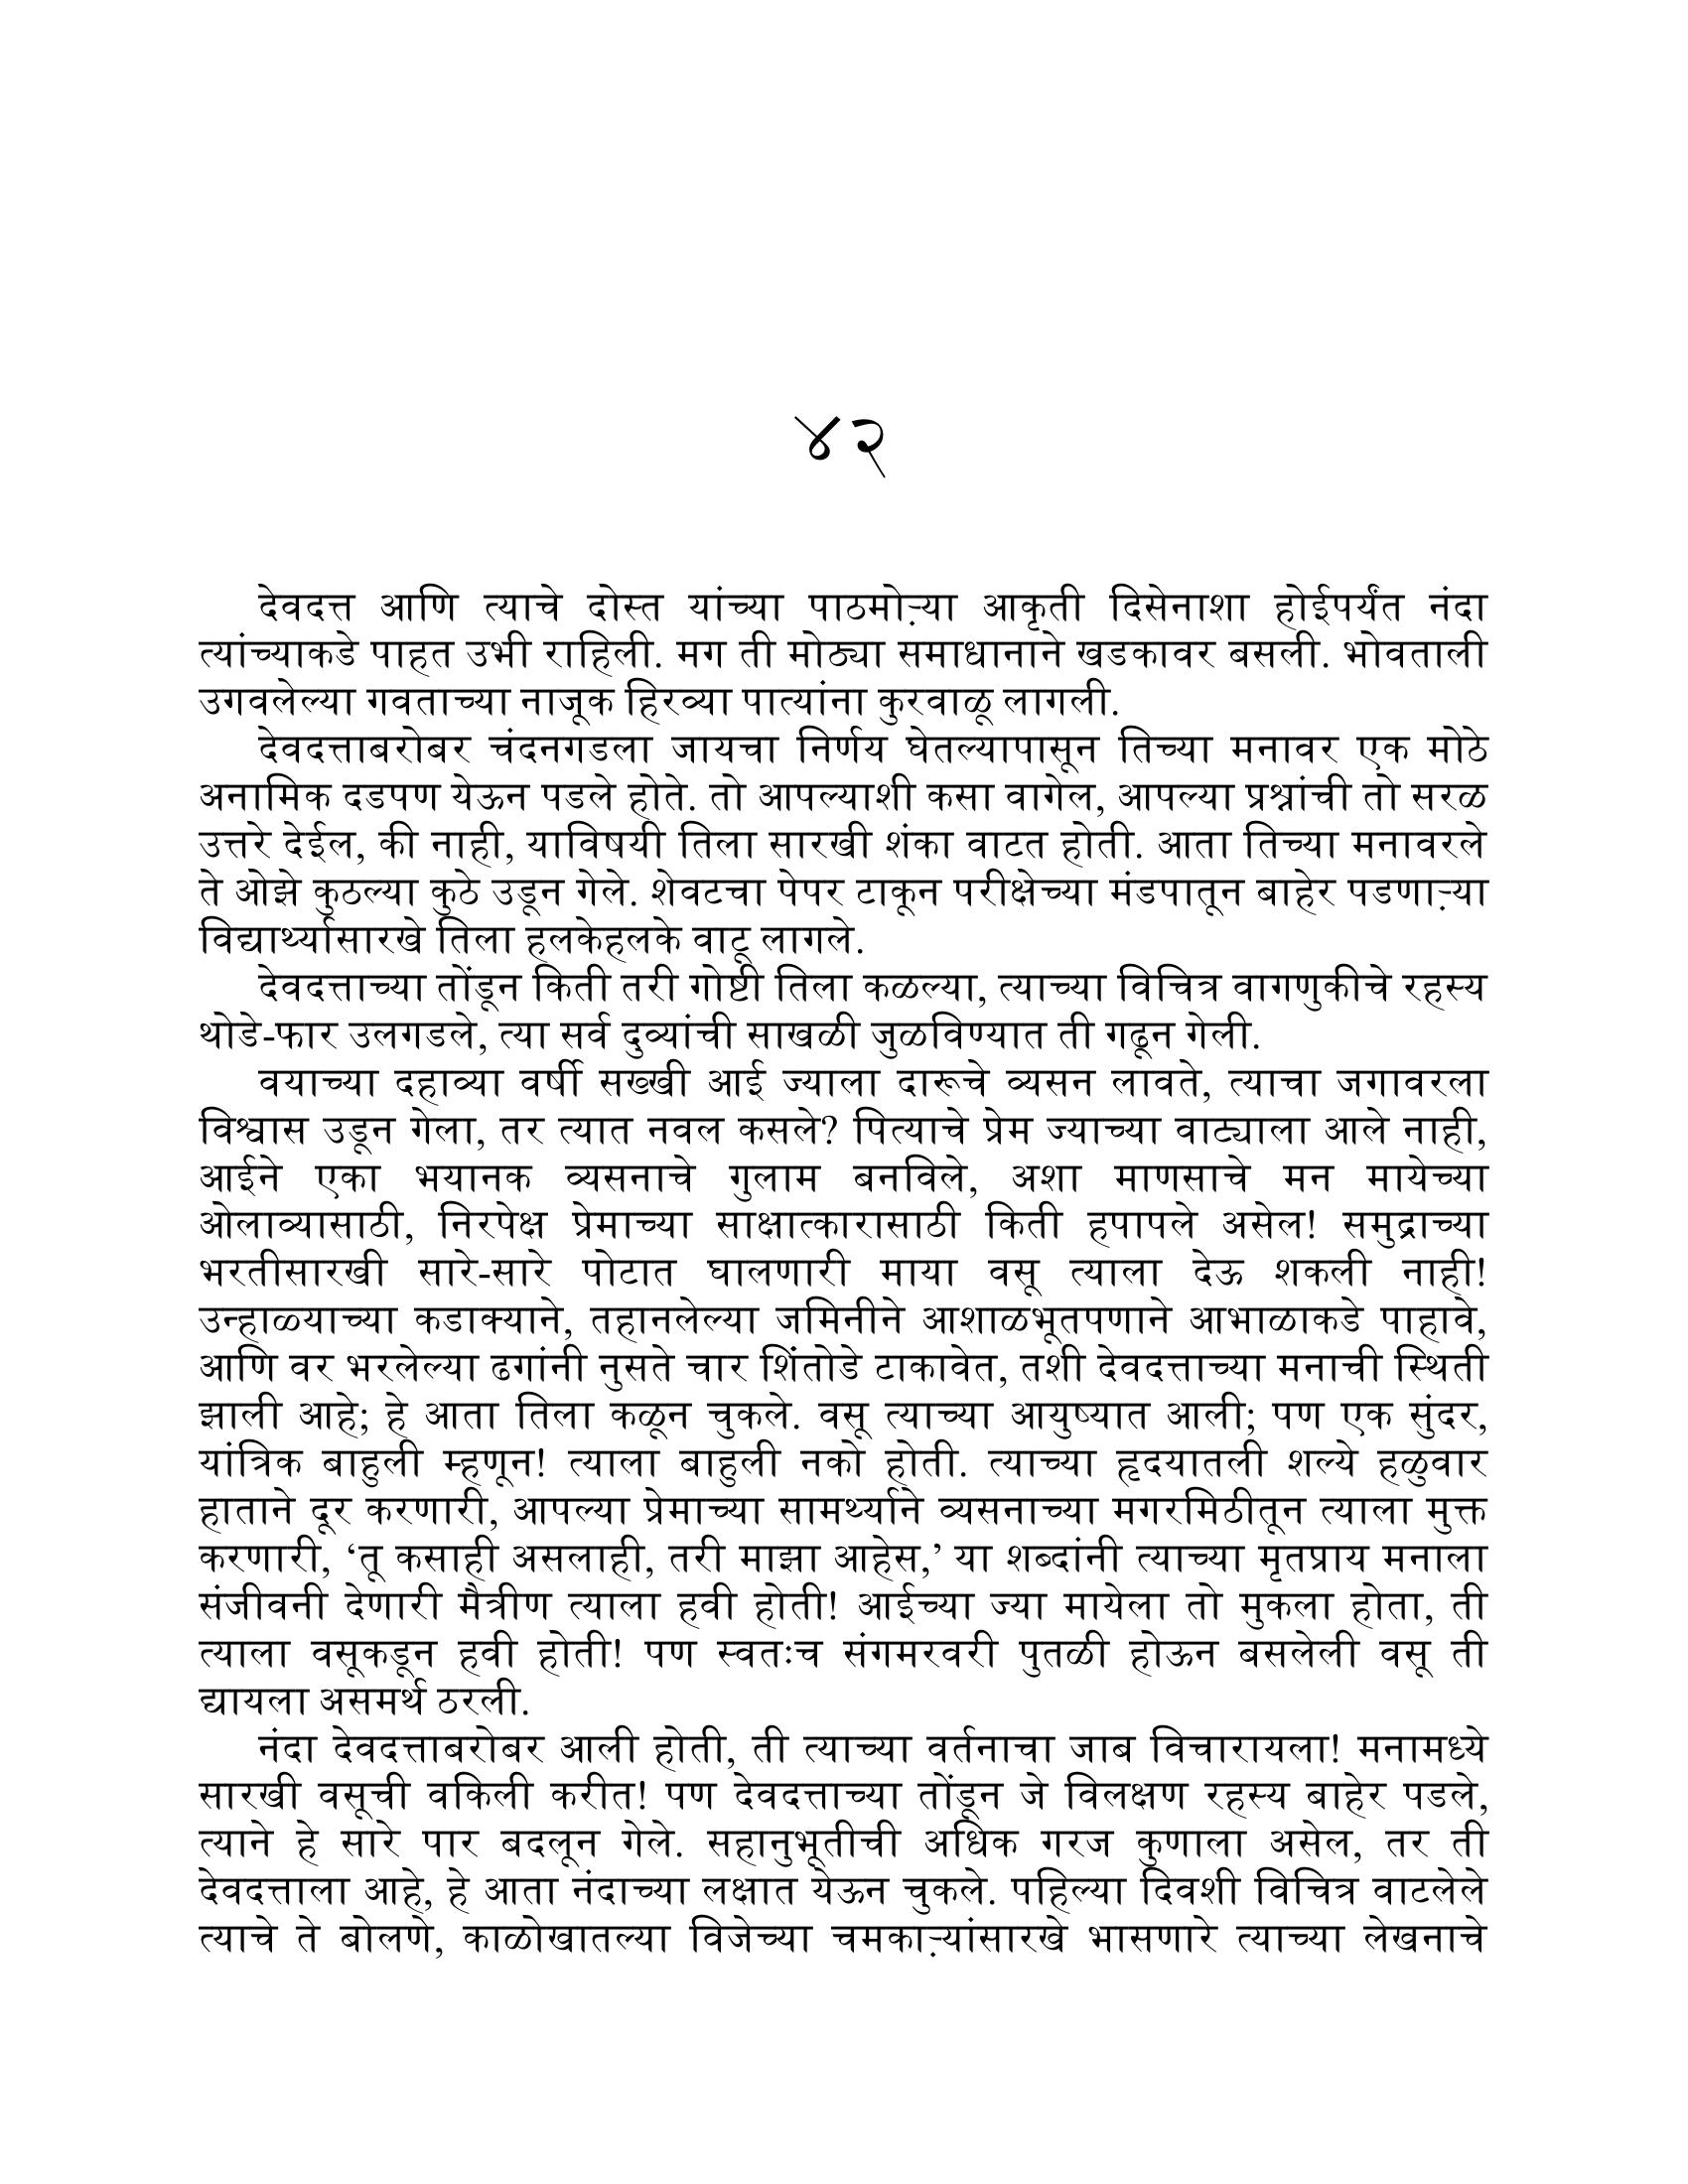 ४२
देवदत्त आणि त्याचे दोस्त यांच्या पाठमोऱ्या आकृती दिसेनाशा होईपर्यंत नंदा
त्यांच्याकडे पाहत उभी राहिली. मग ती मोठ्या समाधानाने खडकावर बसली. भोवताली
उगवलेल्या गवताच्या नाजूक हिरव्या पात्यांना कुरवाळू लागली.
देवदत्ताबरोबर चंदनगडला जायचा निर्णय घेतल्यापासून तिच्या मनावर एक मोठे
अनामिक दडपण येऊन पडले होते. तो आपल्याशी कसा वागेल, आपल्या प्रश्नांची तो सरळ
उत्तरे देईल, की नाही, याविषयी तिला सारखी शंका वाटत होती. आता तिच्या मनावरले
ते ओझे कुठल्या कुठे उडून गेले. शेवटचा पेपर टाकून परीक्षेच्या मंडपातून बाहेर पडणाऱ्या
विद्यार्थ्यासारखे तिला हलकेहलके वाटू लागले.
देवदत्ताच्या तोंडून किती तरी गोष्टी तिला कळल्या, त्याच्या विचित्र वागणुकीचे रहस्य
थोडे-फार उलगडले, त्या सर्व दुव्यांची साखळी जुळविण्यात ती गढून गेली.
वयाच्या दहाव्या वर्षी सख्खी आई ज्याला दारूचे व्यसन लावते, त्याचा जगावरला
विश्वास उडून गेला, तर त्यात नवल कसले? पित्याचे प्रेम ज्याच्या वाट्याला आले नाही,
आईने एका भयानक व्यसनाचे गुलाम बनविले, अशा माणसाचे मन मायेच्या
ओलाव्यासाठी, निरपेक्ष प्रेमाच्या साक्षात्कारासाठी किती हपापले असेल! समुद्राच्या
भरतीसारखी सारे-सारे पोटात घालणारी माया वसू त्याला देऊ शकली नाही!
उन्हाळ्याच्या कडाक्याने, तहानलेल्या जमिनीने आशाळभूतपणाने आभाळाकडे पाहावे,
आणि वर भरलेल्या ढगांनी नुसते चार शिंतोडे टाकावेत, तशी देवदत्ताच्या मनाची स्थिती
झाली आहे; हे आता तिला कळून चुकले. वसू त्याच्या आयुष्यात आली; पण एक सुंदर,
यांत्रिक बाहुली म्हणून! त्याला बाहुली नको होती. त्याच्या हृदयातली शल्ये हळुवार
हाताने दूर करणारी, आपल्या प्रेमाच्या सामर्थ्याने व्यसनाच्या मगरमिठीतून त्याला मुक्त
करणारी, ‘तू कसाही असलाही, तरी माझा आहेस,’ या शब्दांनी त्याच्या मृतप्राय मनाला
संजीवनी देणारी मैत्रीण त्याला हवी होती! आईच्या ज्या मायेला तो मुकला होता, ती
त्याला वसूकडून हवी होती! पण स्वतःच संगमरवरी पुतळी होऊन बसलेली वसू ती
द्यायला असमर्थ ठरली.
नंदा देवदत्ताबरोबर आली होती, ती त्याच्या वर्तनाचा जाब विचारायला! मनामध्ये
सारखी वसूची वकिली करीत! पण देवदत्ताच्या तोंडून जे विलक्षण रहस्य बाहेर पडले,
त्याने हे सारे पार बदलून गेले. सहानुभूतीची अधिक गरज कुणाला असेल, तर ती
देवदत्ताला आहे, हे आता नंदाच्या लक्षात येऊन चुकले. पहिल्या दिवशी विचित्र वाटलेले
त्याचे ते बोलणे, काळोखातल्या विजेच्या चमकाऱ्यांसारखे भासणारे त्याच्या लेखनाचे